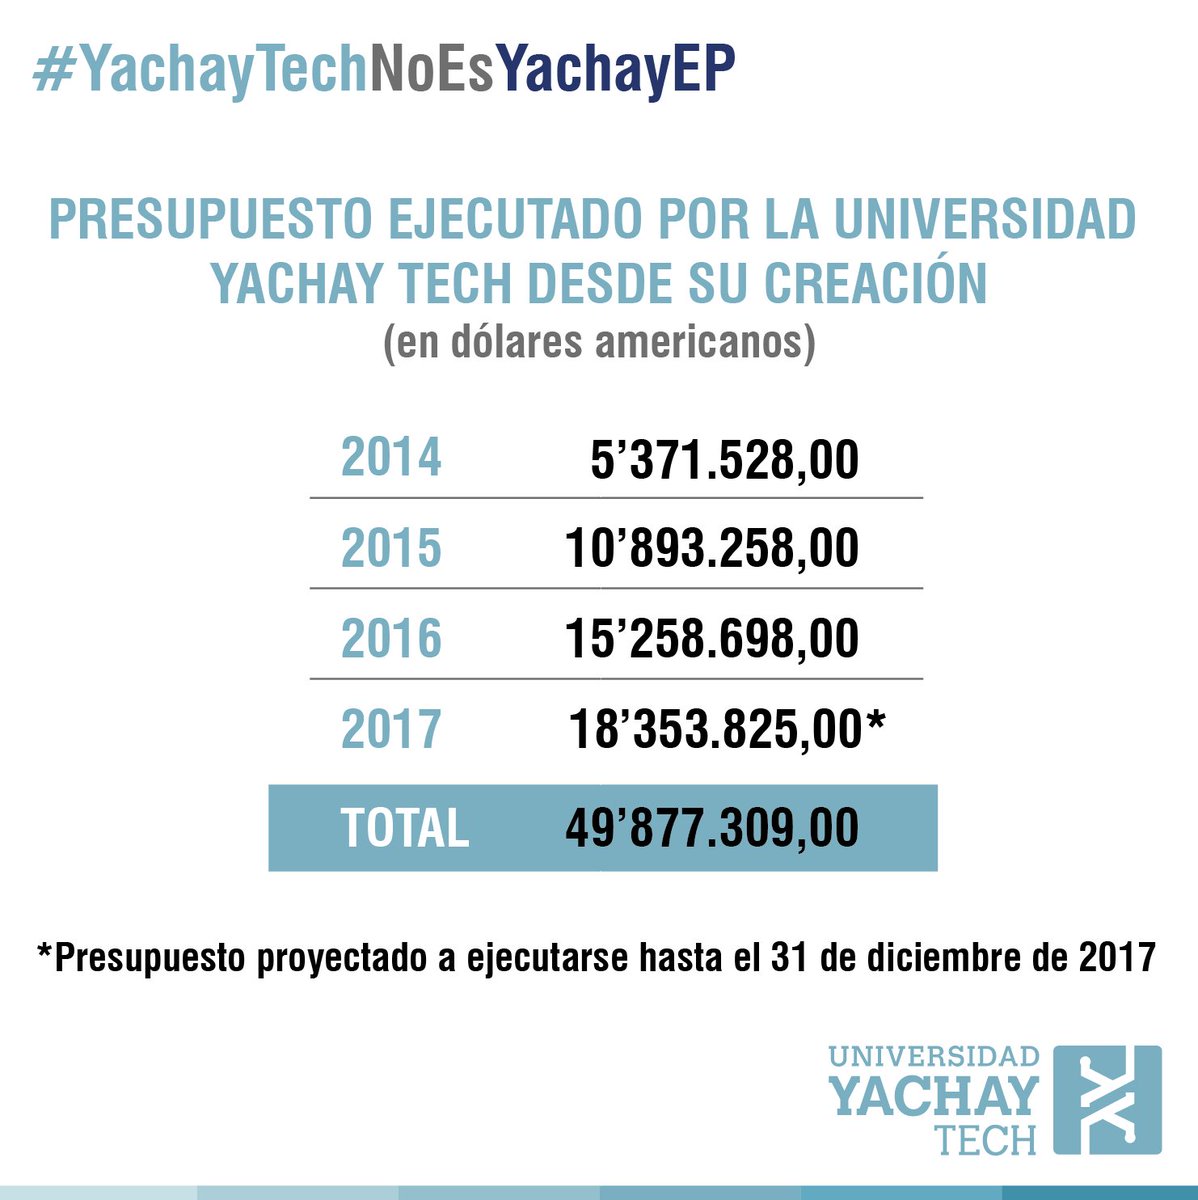 #YachayTechNoEsYachayEP
PRESUPUESTO EJECUTADO POR LA UNIVERSIDAD
YACHAY TECH DESDE SU CREACIÓN
(en dólares americanos)
2014 5’371.528,00
2015 10’893.258,00
2016 15’258.698,00
2017 18’353.825,00*
TOTAL 49’877.309,00
*Presupuesto proyectado a ejecutarse hasta el 31 de diciembre de 2017
UNIVERSIDAD
YACHAY
TECH